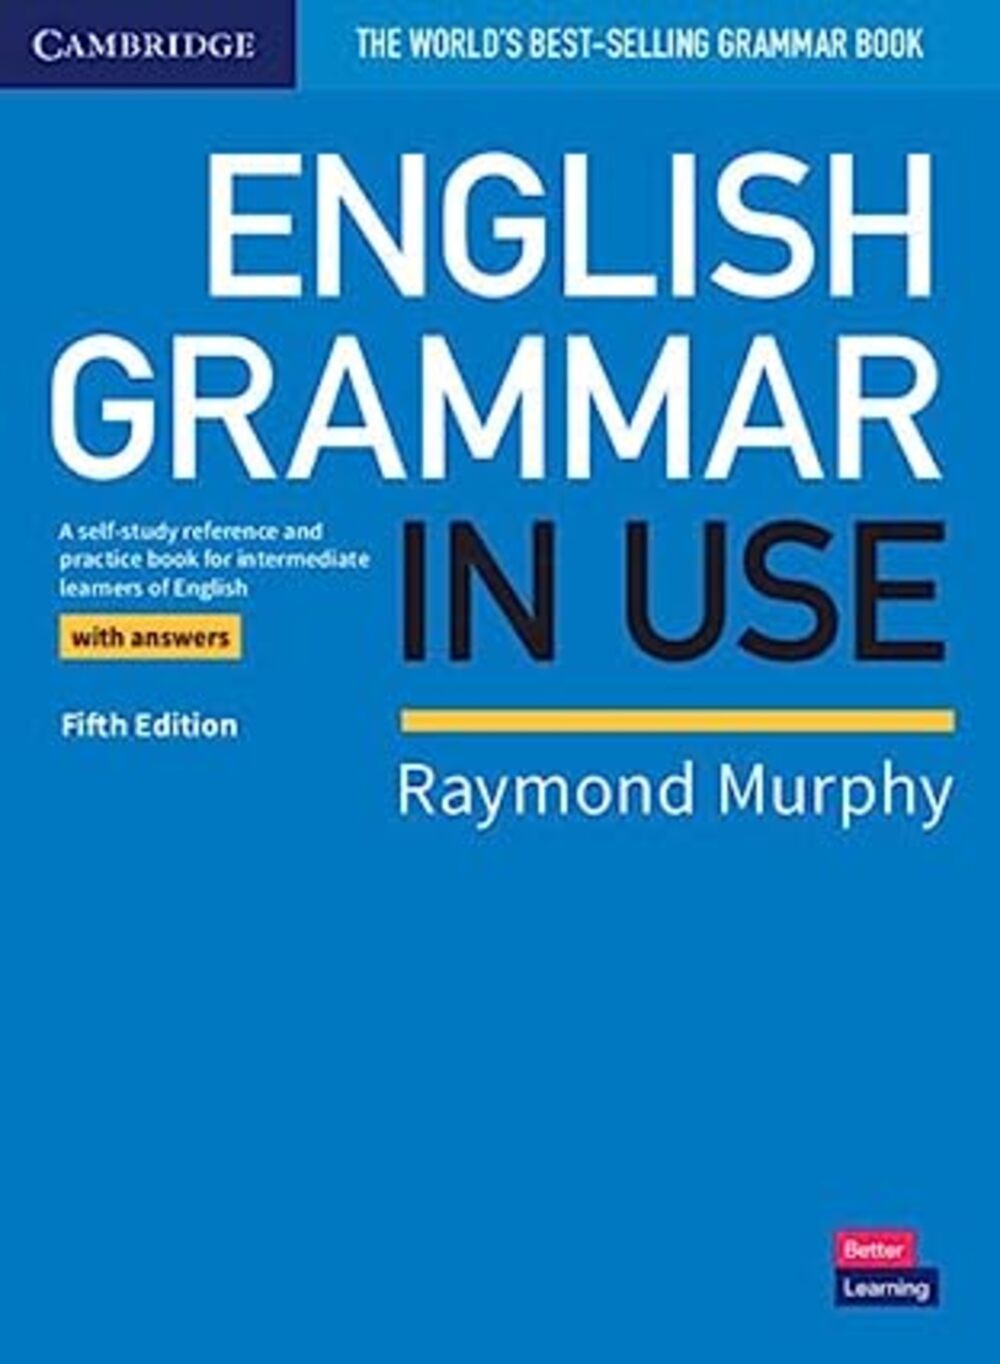 CAMBRIDGE
THE WORLD'S BEST-SELLING GRAMMAR BOOK
ENGLISH
GRAMMAR
IN USE
A self-study reference and
practice book for intermediate
learners of English
with answers
Fifth Edition
Raymond Murphy
Better
Learning